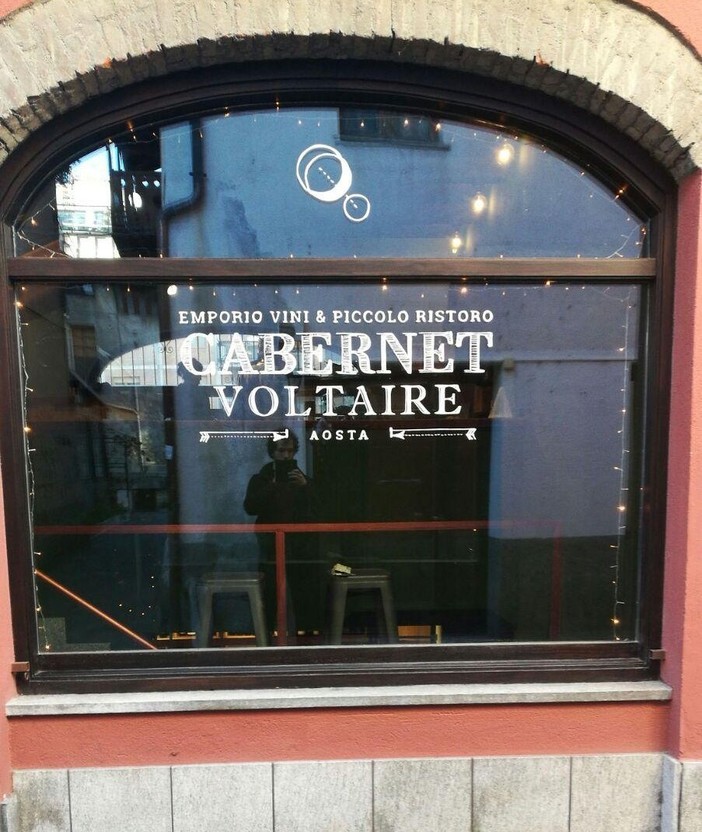 EMPORIO VINI & PICCOLO RISTORO
CABERNET
VOLTAIRE
AOSTA